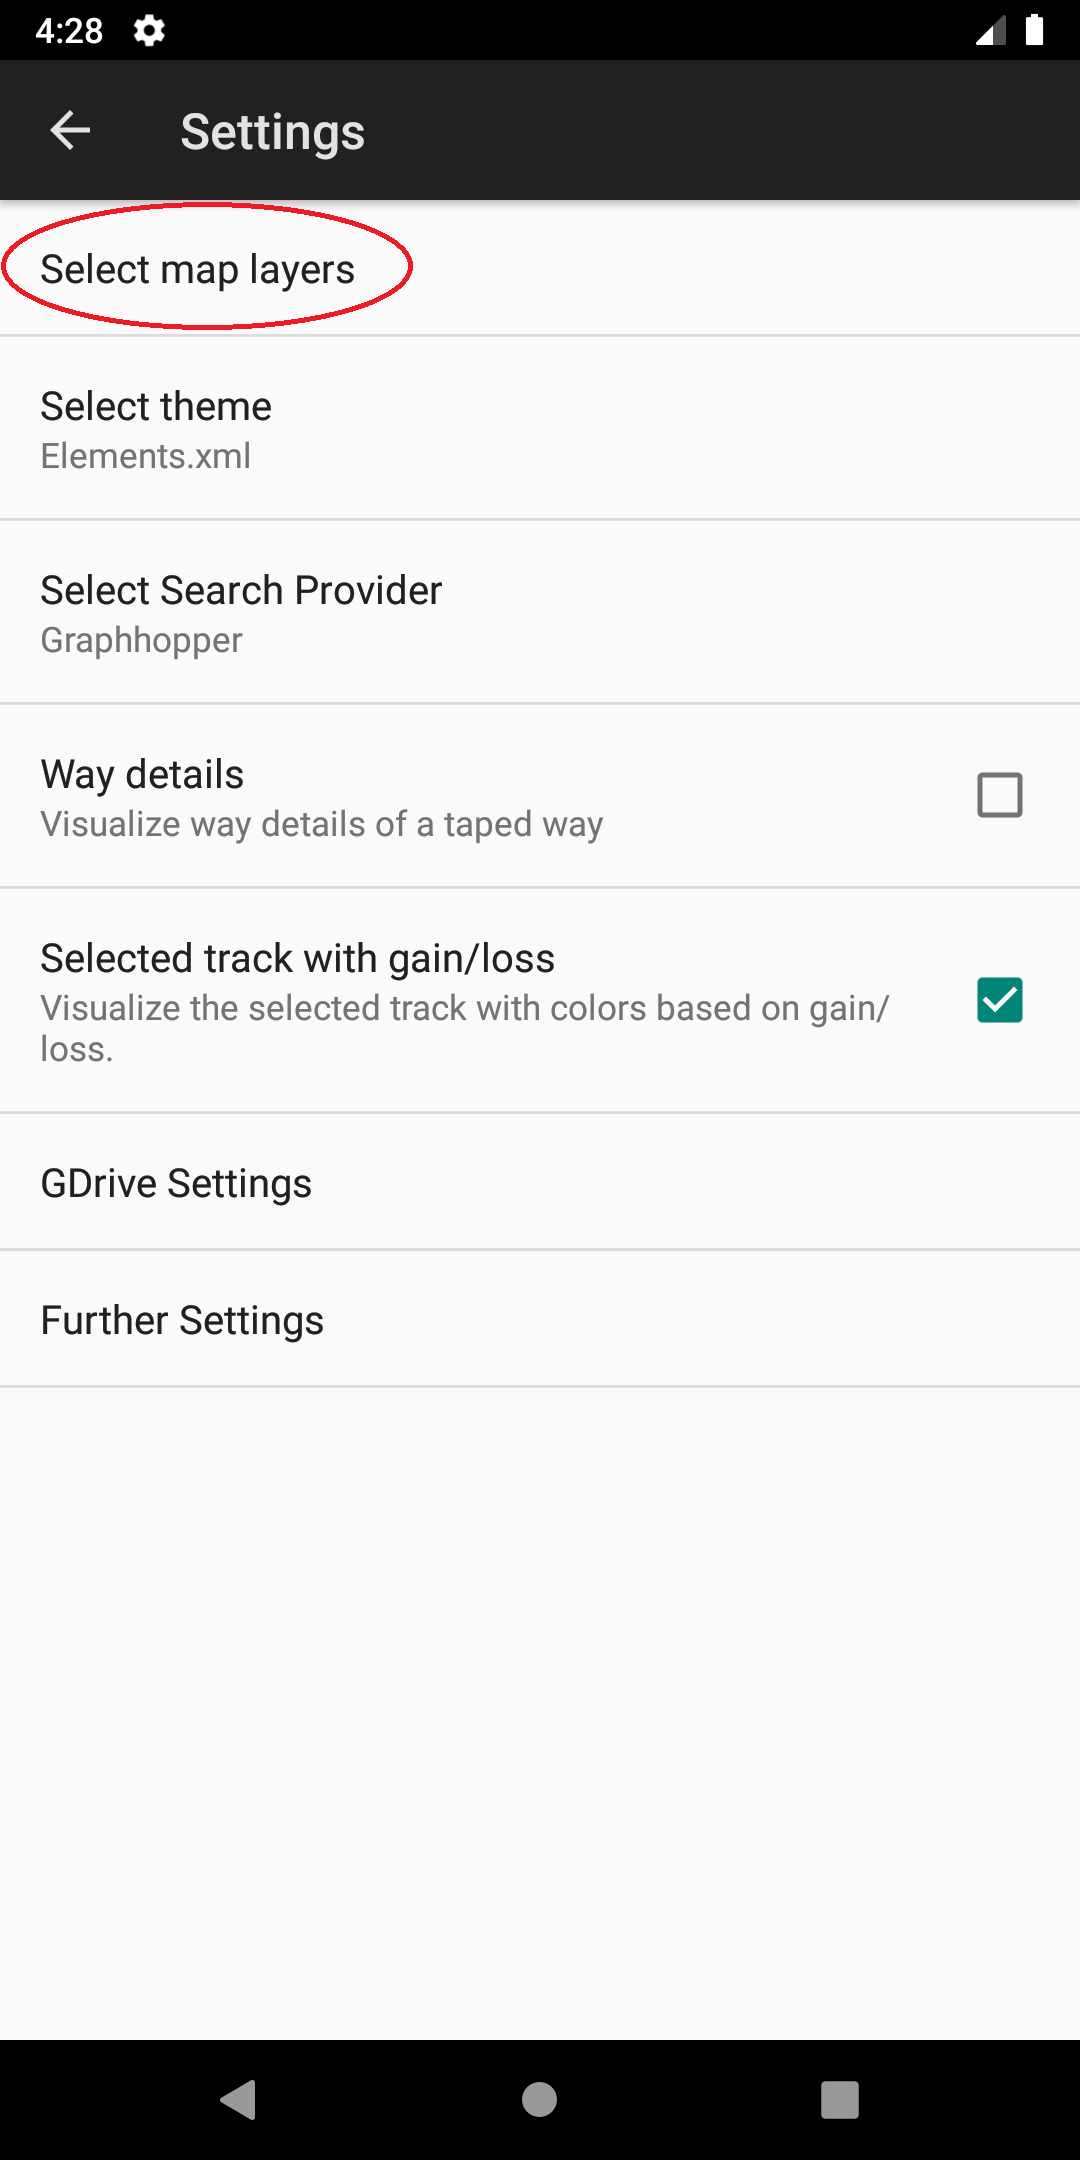 4:28
Settings
Select map layers
Select theme
Elements.xml
Select Search Provider
Graphhopper
Way details
Visualize way details of a taped way
Selected track with gain/loss
Visualize the selected track with colors based on gain/
loss.
GDrive Settings
Further Settings